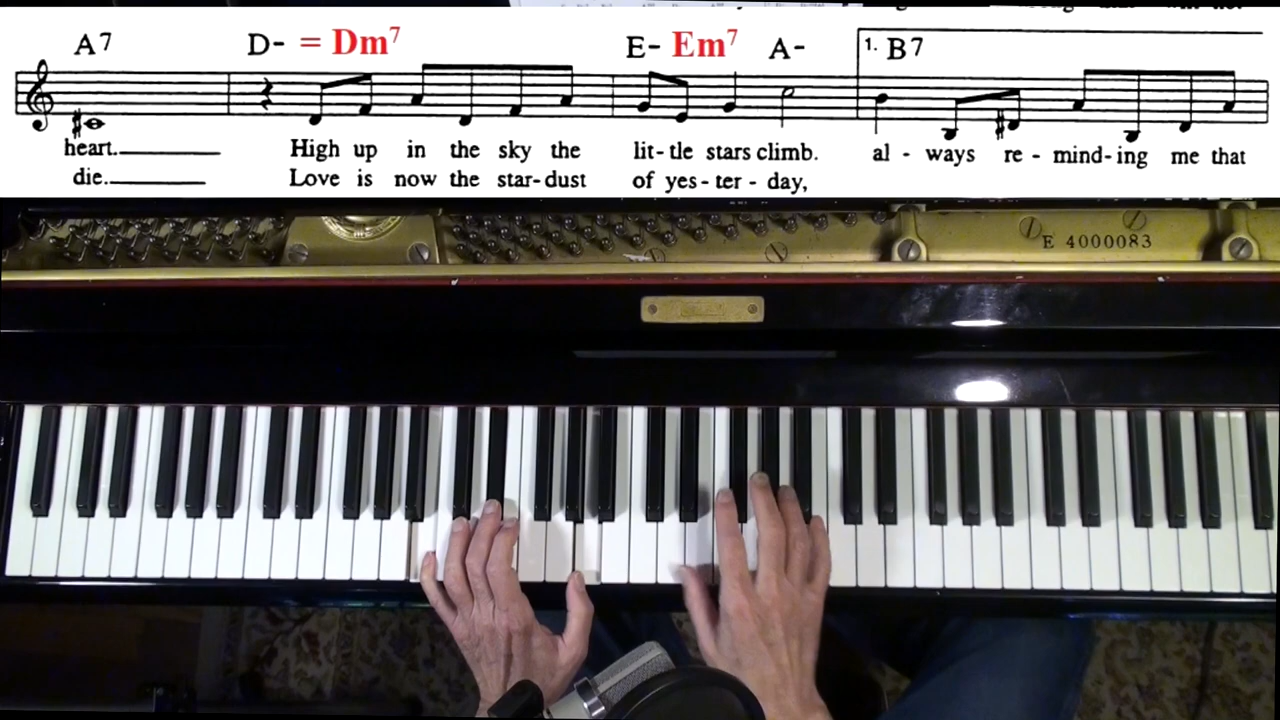 A7 D- = Dm7 E- Em7 A- 1. B7
heart. High up in the sky the lit-tle stars climb. al-ways re-mind-ing me that
die. Love is now the star-dust of yes-ter-day,
E 4000083